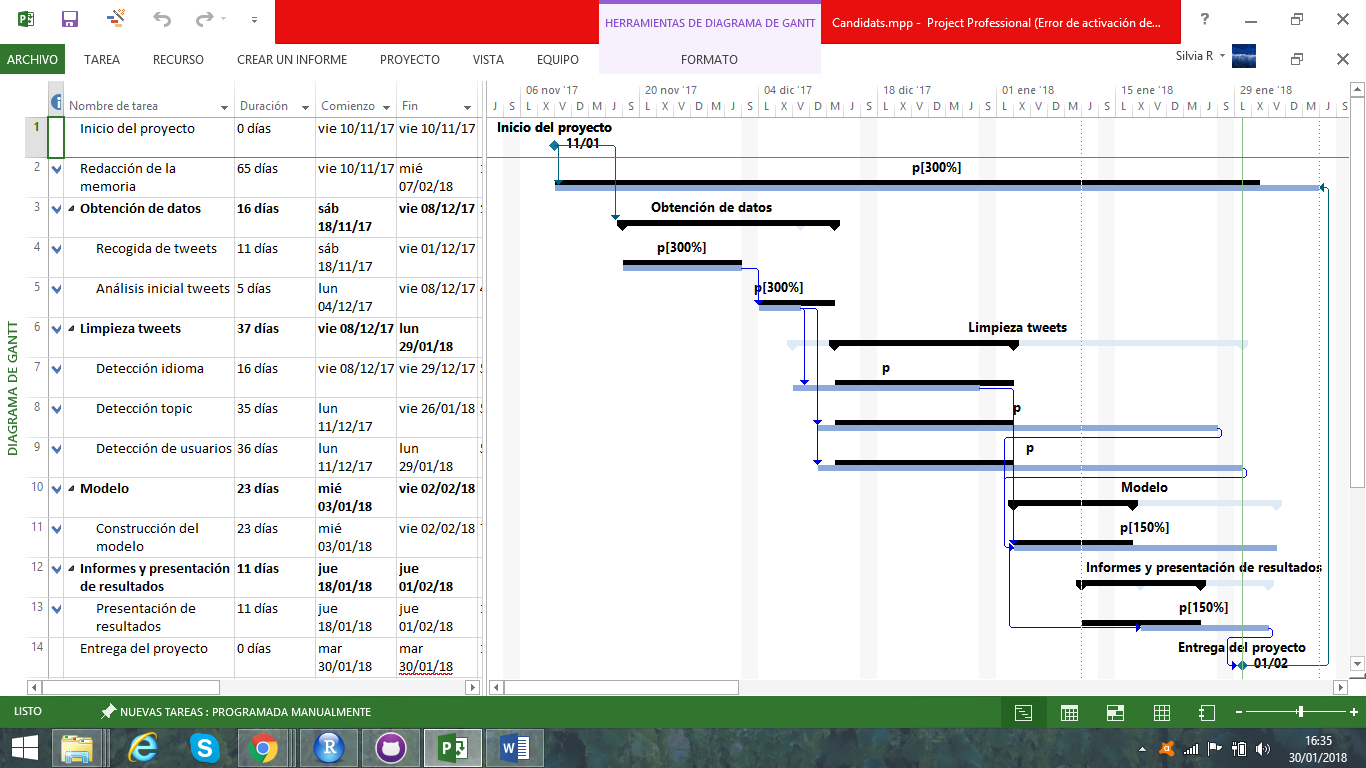 HERRAMIENTAS DE DIAGRAMA DE GANTT
Candidats.mpp - Project Professional (Error de activación de...
ARCHIVO TAREA RECURSO CREAR UN INFORME PROYECTO VISTA EQUIPO FORMATO
Silvia R
Nombre de tarea Duración Comienzo Fin
06 nov '17 20 nov '17 04 dic '17 18 dic '17 01 ene '18 15 ene '18 29 ene '18
J S L X V D M J S L X V D M J S L X V D M J S L X V D M J S L X V D M J S
1 Inicio del proyecto 0 días vie 10/11/17 vie 10/11/17
2 Redacción de la memoria 65 días vie 10/11/17 mié 07/02/18
3 Obtención de datos 16 días sáb 18/11/17 vie 08/12/17
4 Recogida de tweets 11 días sáb 18/11/17 vie 01/12/17
5 Análisis inicial tweets 5 días lun 04/12/17 vie 08/12/17
6 Limpieza tweets 37 días vie 08/12/17 lun 29/01/18
7 Detección idioma 16 días vie 08/12/17 vie 29/12/17
8 Detección topic 35 días lun 11/12/17 vie 26/01/18
9 Detección de usuarios 36 días lun 11/12/17 lun 29/01/18
10 Modelo 23 días mié 03/01/18 vie 02/02/18
11 Construcción del modelo 23 días mié 03/01/18 vie 02/02/18
12 Informes y presentación de resultados 11 días jue 18/01/18 jue 01/02/18
13 Presentación de resultados 11 días jue 18/01/18 jue 01/02/18
14 Entrega del proyecto 0 días mar 30/01/18 mar 30/01/18
DIAGRAMA DE GANTT
Inicio del proyecto
11/01
p[300%]
Obtención de datos
p[300%]
p[300%]
Limpieza tweets
p
p
p
Modelo
p[150%]
Informes y presentación de resultados
p[150%]
Entrega del proyecto
01/02
LISTO NUEVAS TAREAS : PROGRAMADA MANUALMENTE
16:35
30/01/2018